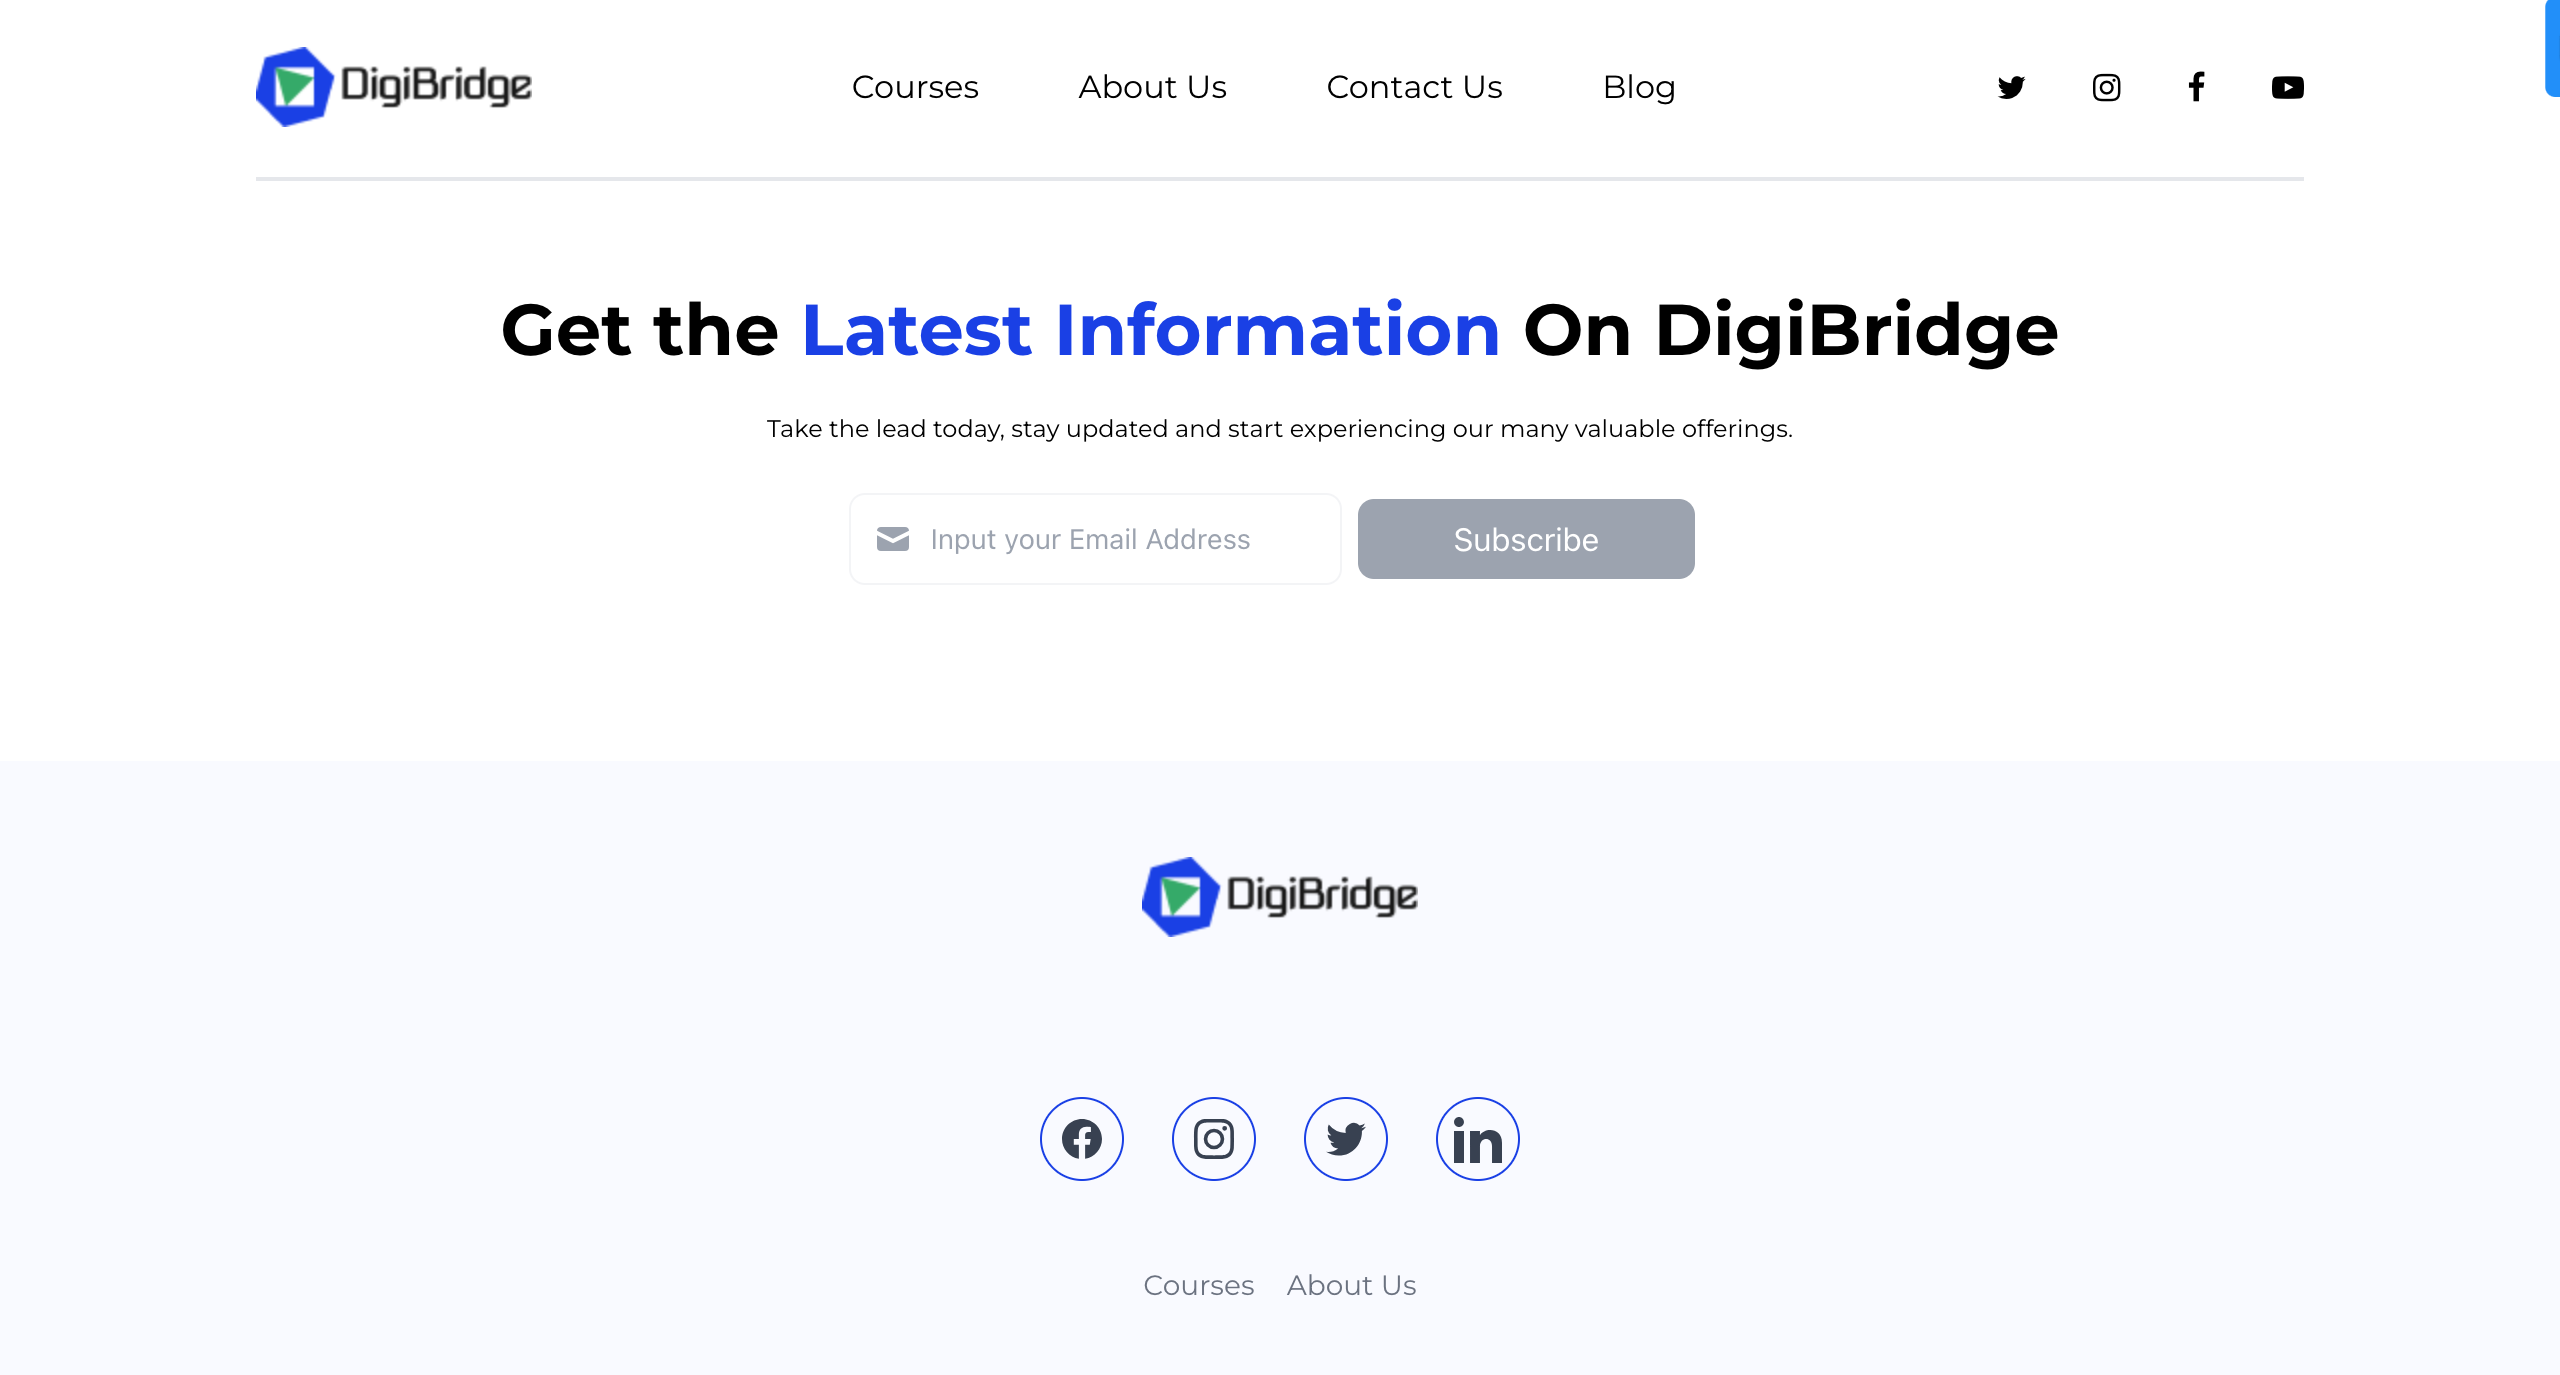 DigiBridge
Courses About Us Contact Us Blog
Get the Latest Information On DigiBridge
Take the lead today, stay updated and start experiencing our many valuable offerings.
Input your Email Address Subscribe
DigiBridge
Courses About Us